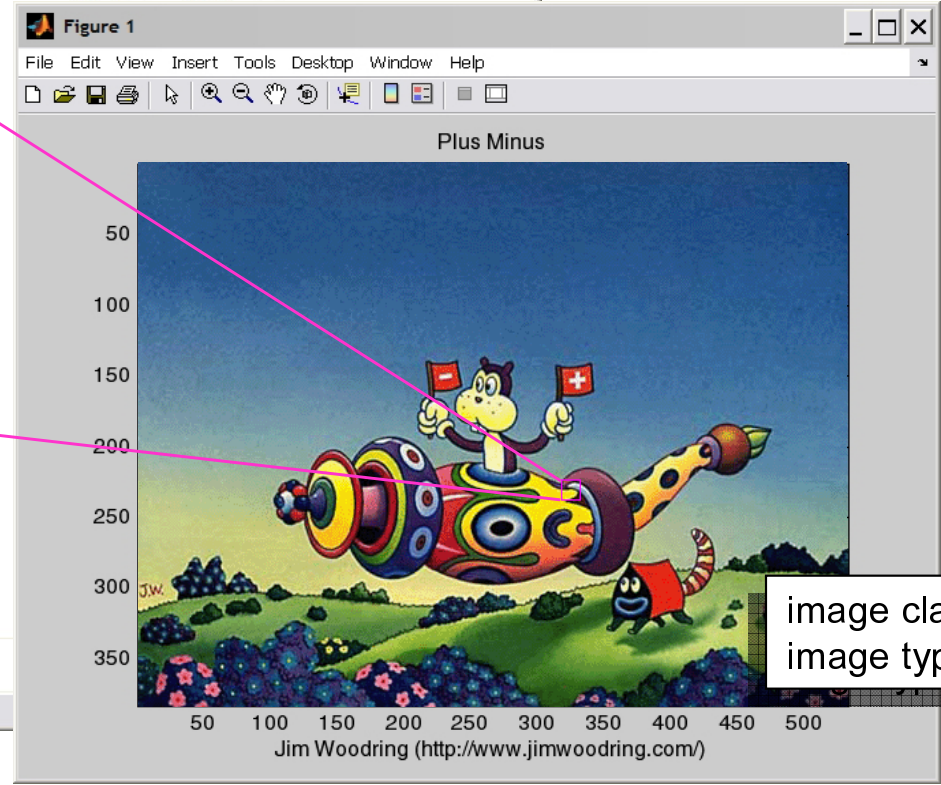 Figure 1
File Edit View Insert Tools Desktop Window Help
Plus Minus
50
100
150
200
250
300
350
J.W.
image cla
image typ
50 100 150 200 250 300 350 400 450 500
Jim Woodring (http://www.jimwoodring.com/)